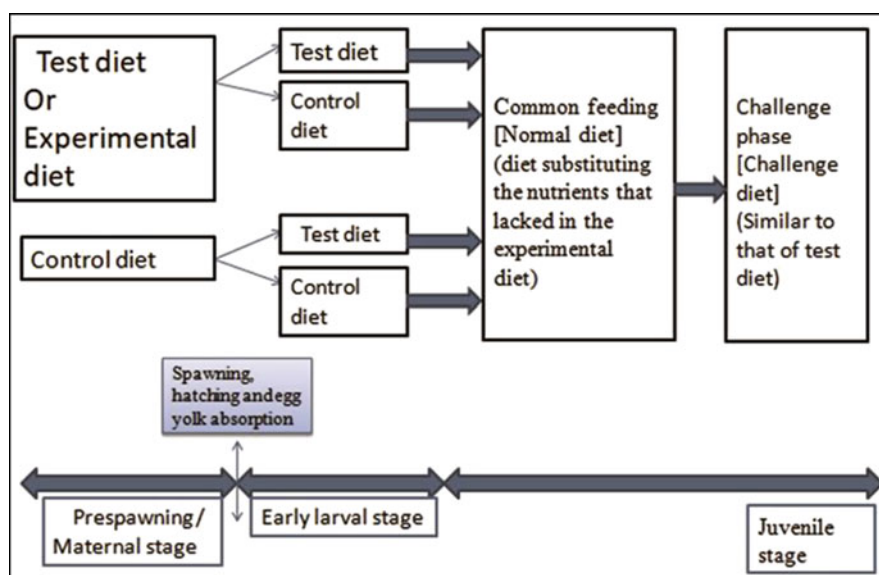 Test diet
Or
Experimental
diet
Test diet
Control
diet
Control diet
Test diet
Control
diet
Common feeding
[Normal diet]
(diet substituting
the nutrients that
lacked in the
experimental
diet)
Challenge
phase
[Challenge
diet]
(Similar to
that of test
diet)
Spawning,
hatching and egg
yolk absorption
Prespawning/
Maternal stage
Early larval stage
Juvenile
stage